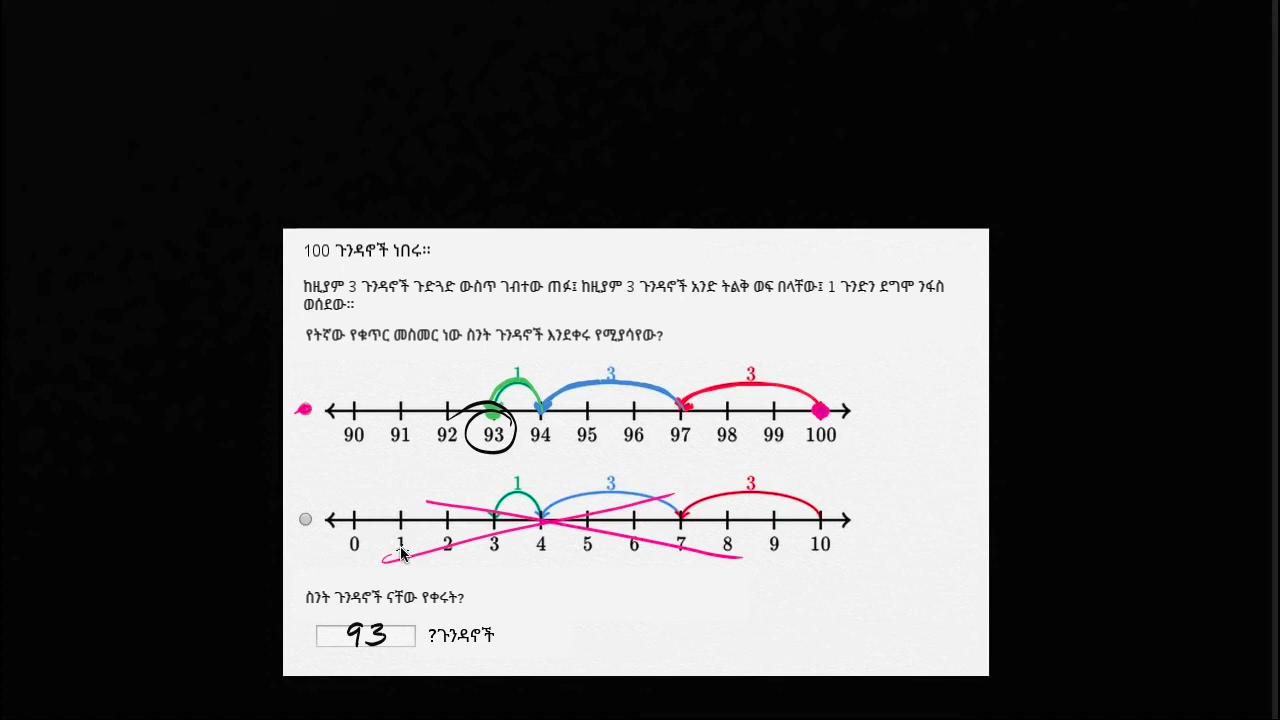 100 ጉንዳኖች ነበሩ።
ከዚያም 3 ጉንዳኖች ጉድጓድ ውስጥ ገብተው ጠፉ፤ ከዚያም 3 ጉንዳኖች አንድ ትልቅ ወፍ በላቸው፤ 1 ጉንድን ደግሞ ንፋስ
ወሰደው።
የትኛው የቁጥር መስመር ነው ስንት ጉንዳኖች እንደቀሩ የሚያሳየው?
1 3 3
90 91 92 93 94 95 96 97 98 99 100
1 3 3
0 1 2 3 4 5 6 7 8 9 10
ስንት ጉንዳኖች ናቸው የቀሩት?
93 ?ጉንዳኖች